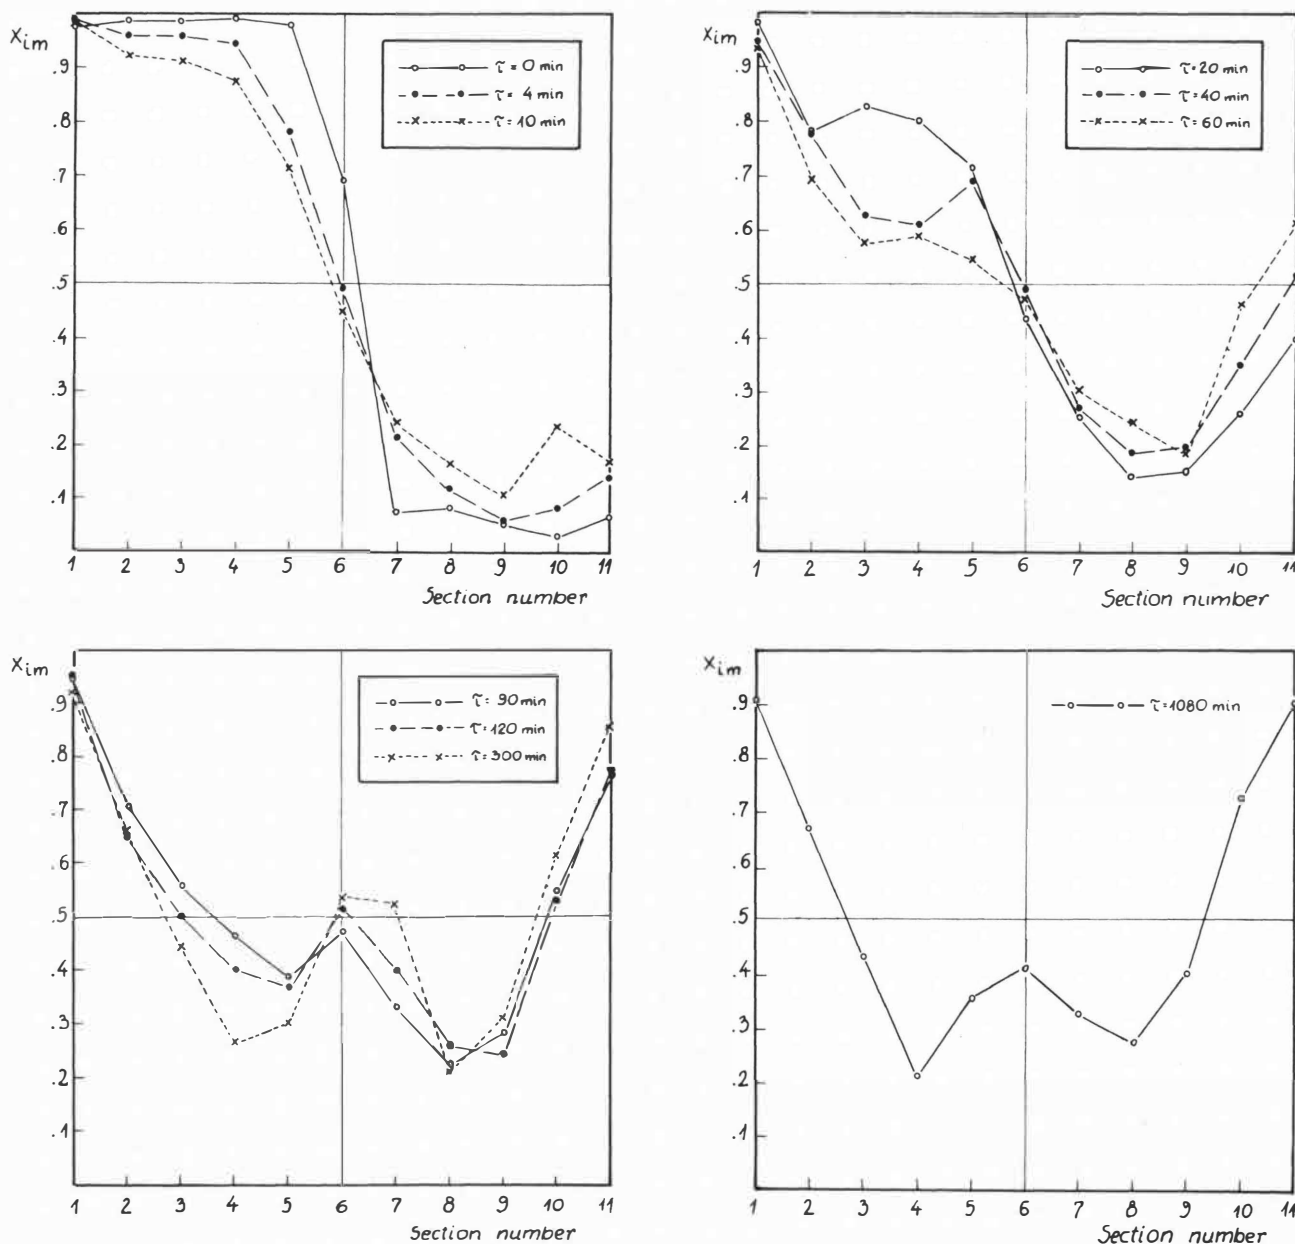 Xim
.9
.8
.7
.6
.5
.4
.3
.2
.1
τ = 0 min
τ = 4 min
τ = 10 min
1 2 3 4 5 6 7 8 9 10 11
Section number
Xim
.9
.8
.7
.6
.5
.4
.3
.2
.1
τ = 20 min
τ = 40 min
τ = 60 min
1 2 3 4 5 6 7 8 9 10 11
Section number
Xim
.9
.8
.7
.6
.5
.4
.3
.2
.1
τ = 90 min
τ = 120 min
τ = 300 min
1 2 3 4 5 6 7 8 9 10 11
Section number
Xim
.9
.8
.7
.6
.5
.4
.3
.2
.1
τ = 1080 min
1 2 3 4 5 6 7 8 9 10 11
Section number